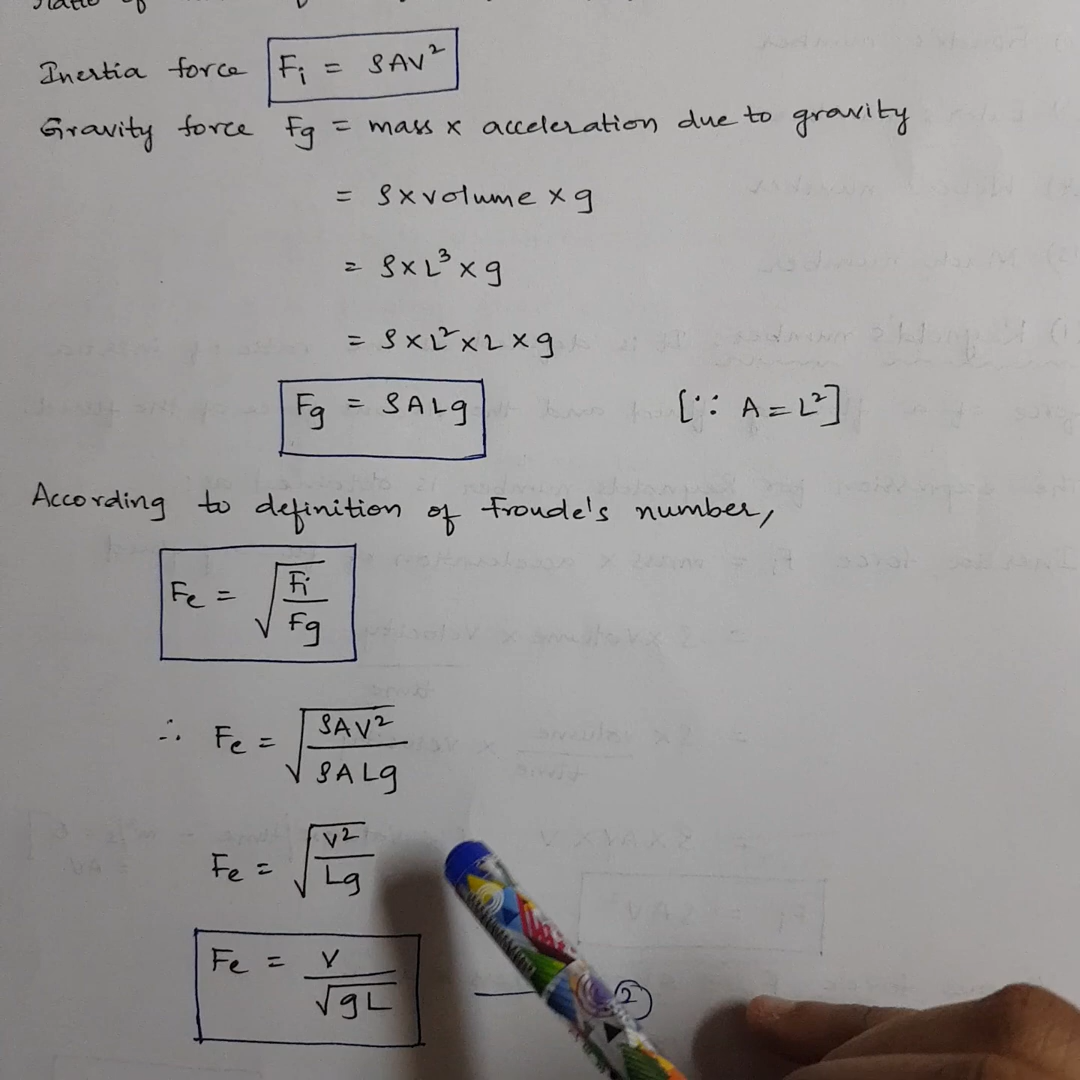 Inertia force Fi = ρAV²
Gravity force Fg = mass x acceleration due to gravity
= ρ x volume x g
= ρ x L³ x g
= ρ x L² x L x g
Fg = ρALg [∵ A = L²]
According to definition of Froude's number,
Fe = √(Fi/Fg)
∴ Fe = √(ρAV²/ρALg)
Fe = √(V²/Lg)
Fe = V/√gL — 2